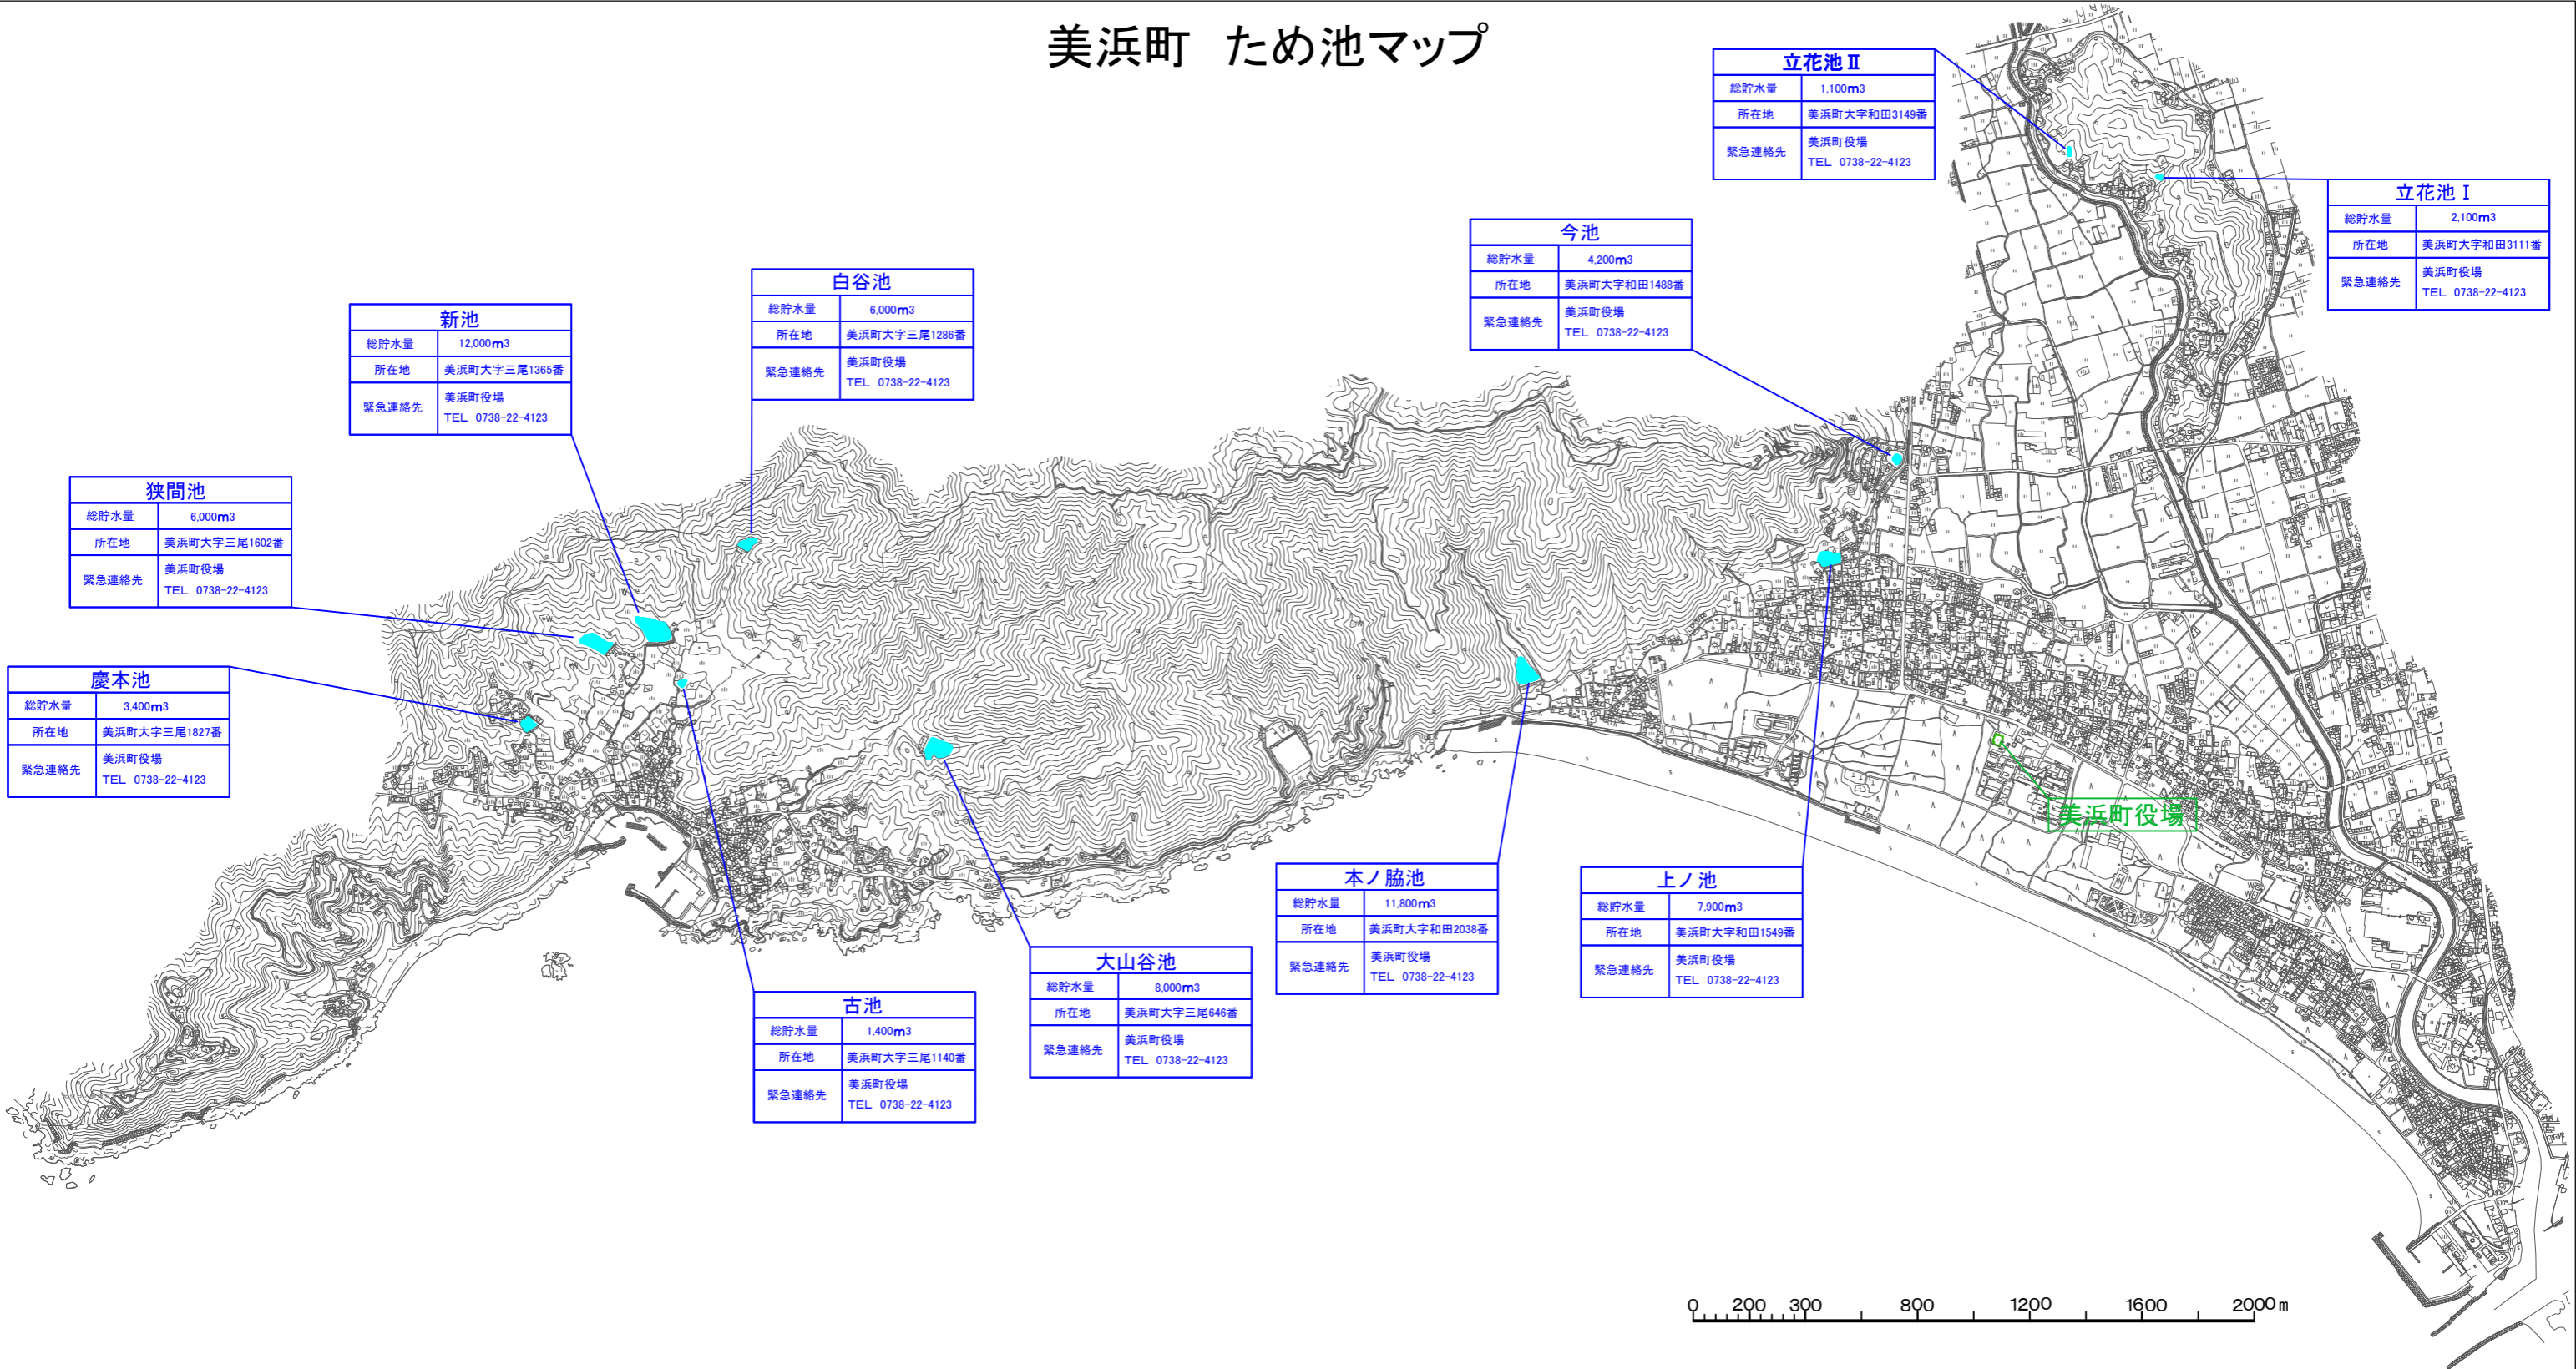 美浜町 ため池マップ
立花池Ⅱ
総貯水量 1,100m3
所在地 美浜町大字和田3149番
緊急連絡先 美浜町役場
TEL 0738-22-4123
立花池Ⅰ
総貯水量 2,100m3
所在地 美浜町大字和田3111番
緊急連絡先 美浜町役場
TEL 0738-22-4123
今池
総貯水量 4,200m3
所在地 美浜町大字和田1488番
緊急連絡先 美浜町役場
TEL 0738-22-4123
白谷池
総貯水量 6,000m3
所在地 美浜町大字三尾1286番
緊急連絡先 美浜町役場
TEL 0738-22-4123
新池
総貯水量 12,000m3
所在地 美浜町大字三尾1365番
緊急連絡先 美浜町役場
TEL 0738-22-4123
狭間池
総貯水量 6,000m3
所在地 美浜町大字三尾1602番
緊急連絡先 美浜町役場
TEL 0738-22-4123
慶本池
総貯水量 3,400m3
所在地 美浜町大字三尾1827番
緊急連絡先 美浜町役場
TEL 0738-22-4123
美浜町役場
本ノ脇池
総貯水量 11,800m3
所在地 美浜町大字和田2038番
緊急連絡先 美浜町役場
TEL 0738-22-4123
上ノ池
総貯水量 7,900m3
所在地 美浜町大字和田1549番
緊急連絡先 美浜町役場
TEL 0738-22-4123
大山谷池
総貯水量 8,000m3
所在地 美浜町大字三尾646番
緊急連絡先 美浜町役場
TEL 0738-22-4123
古池
総貯水量 1,400m3
所在地 美浜町大字三尾1140番
緊急連絡先 美浜町役場
TEL 0738-22-4123
0 200 300 800 1200 1600 2000m